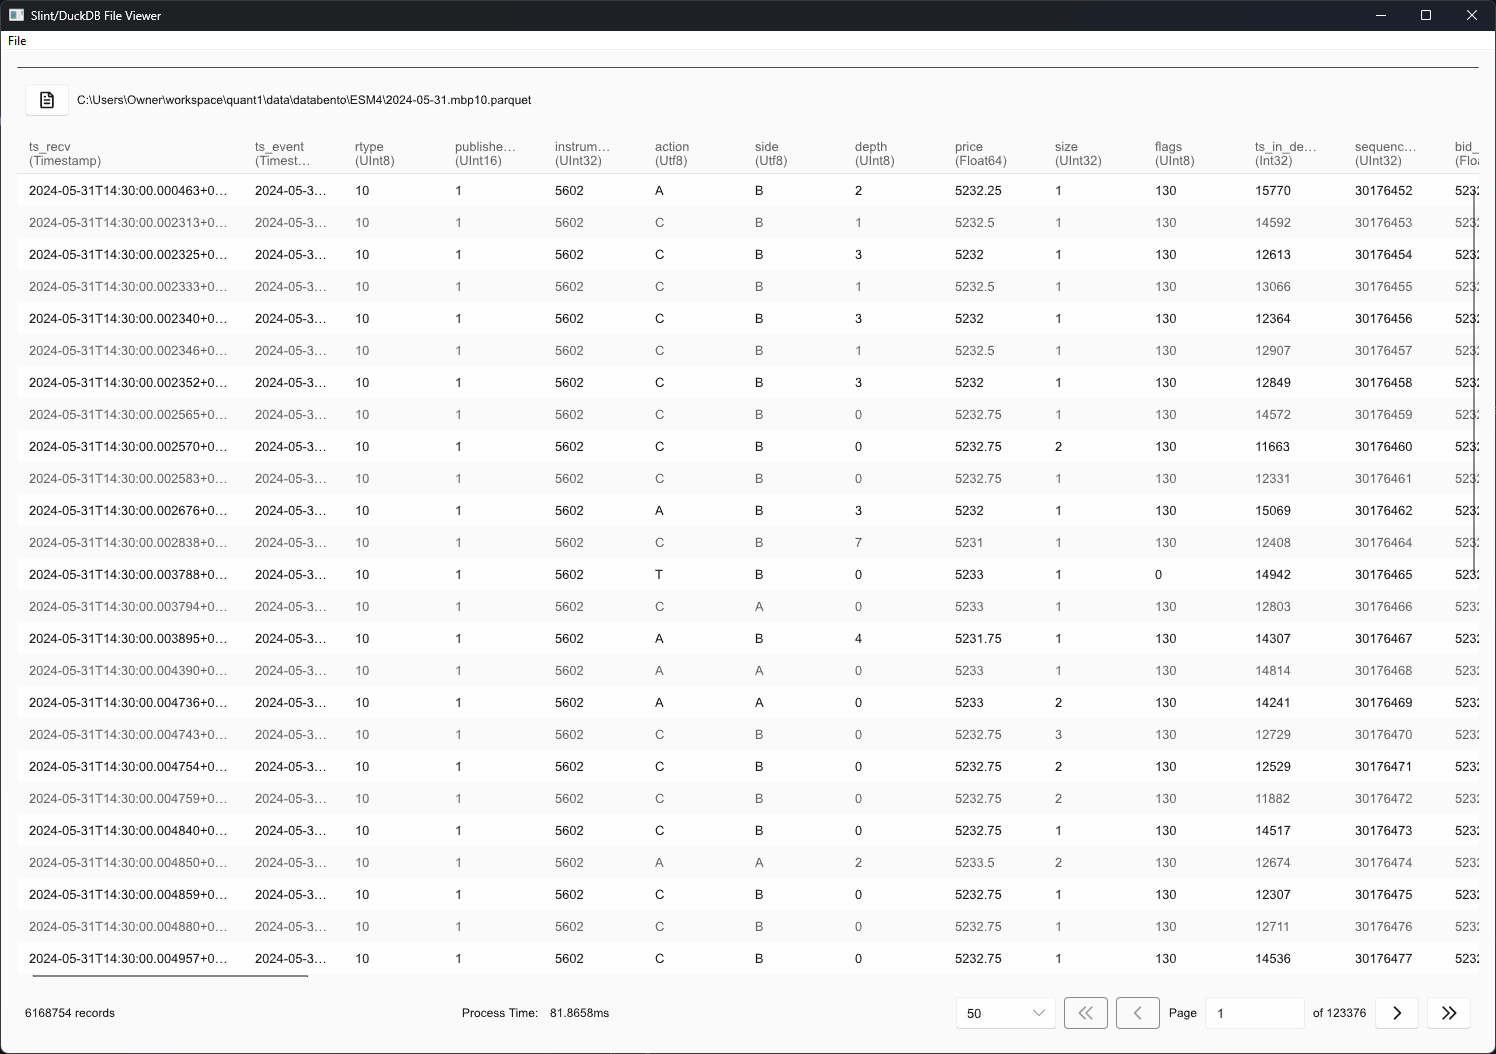 Slint/DuckDB File Viewer
File
C:\Users\Owner\workspace\quant1\data\databento\ESM4\2024-05-31.mbp10.parquet
ts_recv ts_event rtype publishe... instrum... action side depth price size flags ts_in_de... sequenc... bid_
(Timestamp) (Timest... (UInt8) (UInt16) (UInt32) (Utf8) (Utf8) (UInt8) (Float64) (UInt32) (UInt8) (Int32) (UInt32) (Floa
2024-05-31T14:30:00.000463+0... 2024-05-3... 10 1 5602 A B 2 5232.25 1 130 15770 30176452 5232
2024-05-31T14:30:00.002313+0... 2024-05-3... 10 1 5602 C B 1 5232.5 1 130 14592 30176453 5232
2024-05-31T14:30:00.002325+0... 2024-05-3... 10 1 5602 C B 3 5232 1 130 12613 30176454 5232
2024-05-31T14:30:00.002333+0... 2024-05-3... 10 1 5602 C B 1 5232.5 1 130 13066 30176455 5232
2024-05-31T14:30:00.002340+0... 2024-05-3... 10 1 5602 C B 3 5232 1 130 12364 30176456 5232
2024-05-31T14:30:00.002346+0... 2024-05-3... 10 1 5602 C B 1 5232.5 1 130 12907 30176457 5232
2024-05-31T14:30:00.002352+0... 2024-05-3... 10 1 5602 C B 3 5232 1 130 12849 30176458 5232
2024-05-31T14:30:00.002565+0... 2024-05-3... 10 1 5602 C B 0 5232.75 1 130 14572 30176459 5232
2024-05-31T14:30:00.002570+0... 2024-05-3... 10 1 5602 C B 0 5232.75 2 130 11663 30176460 5232
2024-05-31T14:30:00.002583+0... 2024-05-3... 10 1 5602 C B 0 5232.75 1 130 12331 30176461 5232
2024-05-31T14:30:00.002676+0... 2024-05-3... 10 1 5602 A B 3 5232 1 130 15069 30176462 5232
2024-05-31T14:30:00.002838+0... 2024-05-3... 10 1 5602 C B 7 5231 1 130 12408 30176464 5232
2024-05-31T14:30:00.003788+0... 2024-05-3... 10 1 5602 T B 0 5233 1 0 14942 30176465 5232
2024-05-31T14:30:00.003794+0... 2024-05-3... 10 1 5602 C A 0 5233 1 130 12803 30176466 5232
2024-05-31T14:30:00.003895+0... 2024-05-3... 10 1 5602 A B 4 5231.75 1 130 14307 30176467 5232
2024-05-31T14:30:00.004390+0... 2024-05-3... 10 1 5602 A A 0 5233 1 130 14814 30176468 5232
2024-05-31T14:30:00.004736+0... 2024-05-3... 10 1 5602 A A 0 5233 2 130 14241 30176469 5232
2024-05-31T14:30:00.004743+0... 2024-05-3... 10 1 5602 C B 0 5232.75 3 130 12729 30176470 5232
2024-05-31T14:30:00.004754+0... 2024-05-3... 10 1 5602 C B 0 5232.75 2 130 12529 30176471 5232
2024-05-31T14:30:00.004759+0... 2024-05-3... 10 1 5602 C B 0 5232.75 2 130 11882 30176472 5232
2024-05-31T14:30:00.004840+0... 2024-05-3... 10 1 5602 C B 0 5232.75 1 130 14517 30176473 5232
2024-05-31T14:30:00.004850+0... 2024-05-3... 10 1 5602 A A 2 5233.5 2 130 12674 30176474 5232
2024-05-31T14:30:00.004859+0... 2024-05-3... 10 1 5602 C B 0 5232.75 1 130 12307 30176475 5232
2024-05-31T14:30:00.004880+0... 2024-05-3... 10 1 5602 C B 0 5232.75 1 130 12711 30176476 5232
2024-05-31T14:30:00.004957+0... 2024-05-3... 10 1 5602 C B 0 5232.75 1 130 14536 30176477 5232
6168754 records Process Time: 81.8658ms 50 Page 1 of 123376